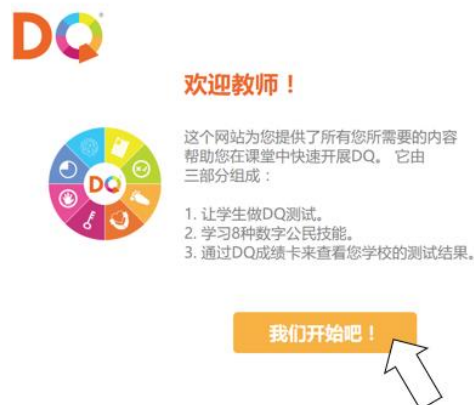 DQ
欢迎教师！
这个网站为您提供了所有您所需要的内容
帮助您在课堂中快速开展DQ。 它由
三部分组成：
DQ
1. 让学生做DQ测试。
2. 学习8种数字公民技能。
3. 通过DQ成绩卡来查看您学校的测试结果。
我们开始吧！